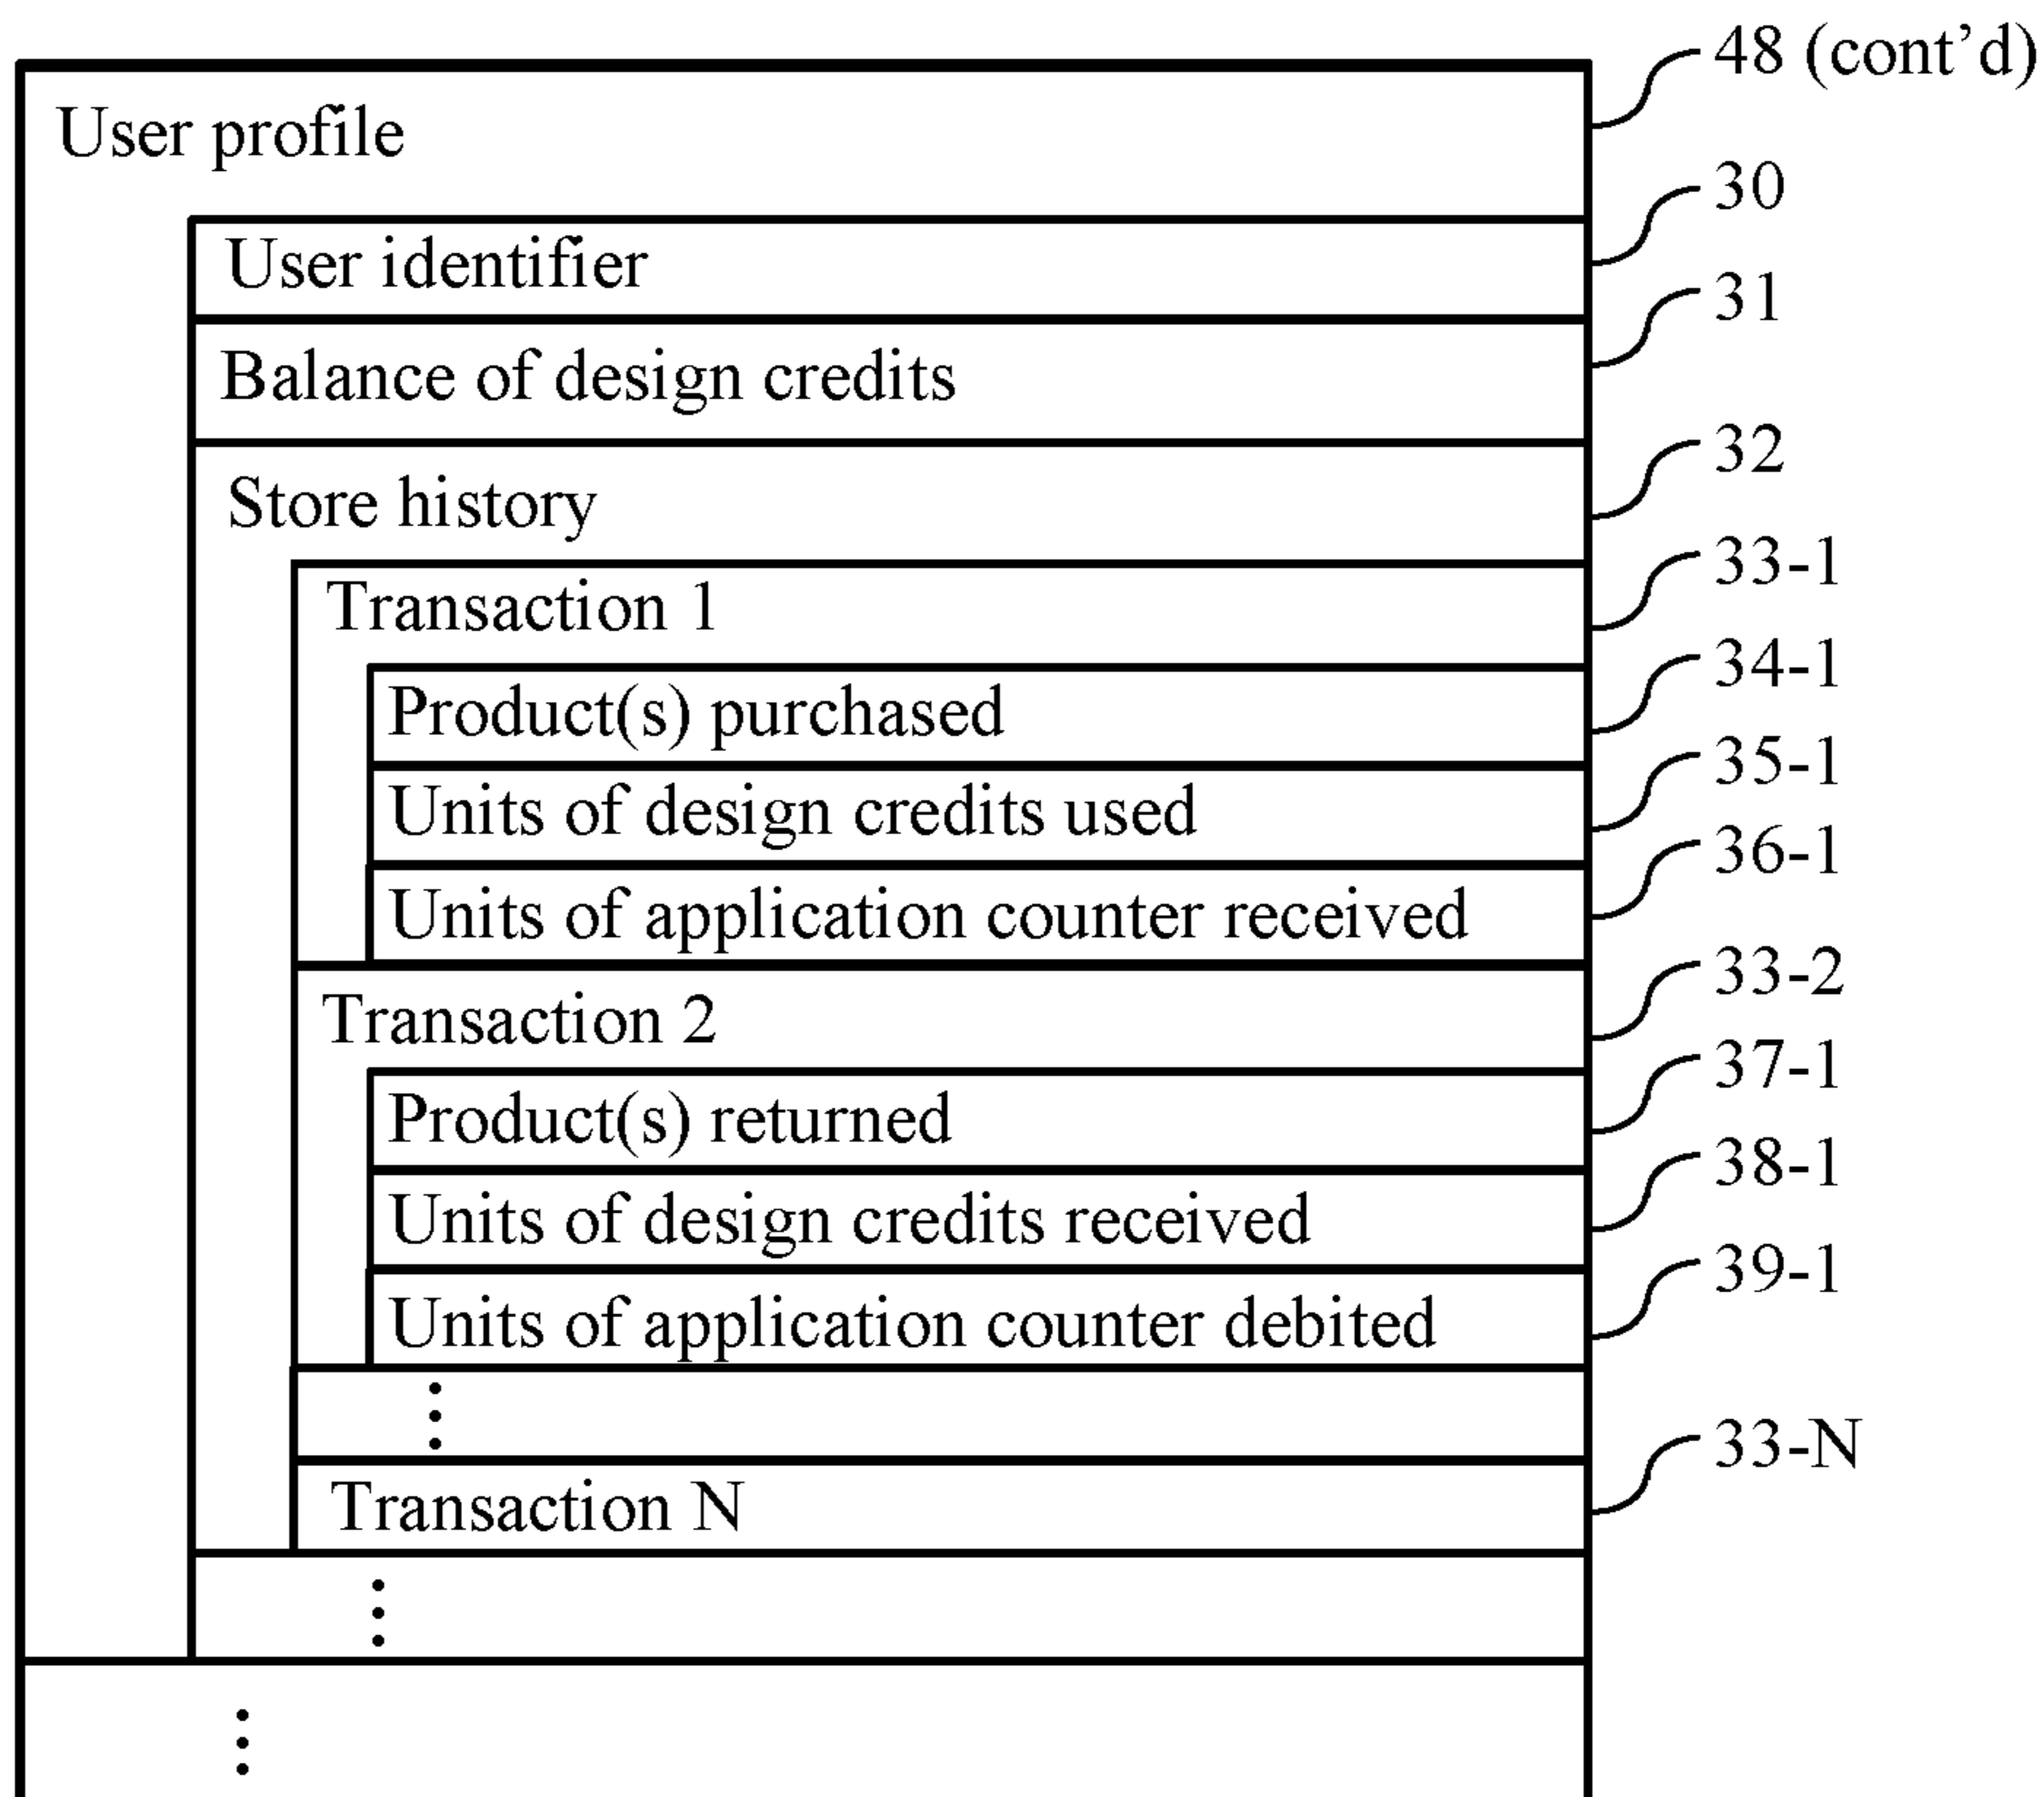 48 (cont’d)
User profile
30
User identifier
31
Balance of design credits
32
Store history
33-1
Transaction 1
34-1
Product(s) purchased
35-1
Units of design credits used
36-1
Units of application counter received
33-2
Transaction 2
37-1
Product(s) returned
38-1
Units of design credits received
39-1
Units of application counter debited
33-N
Transaction N